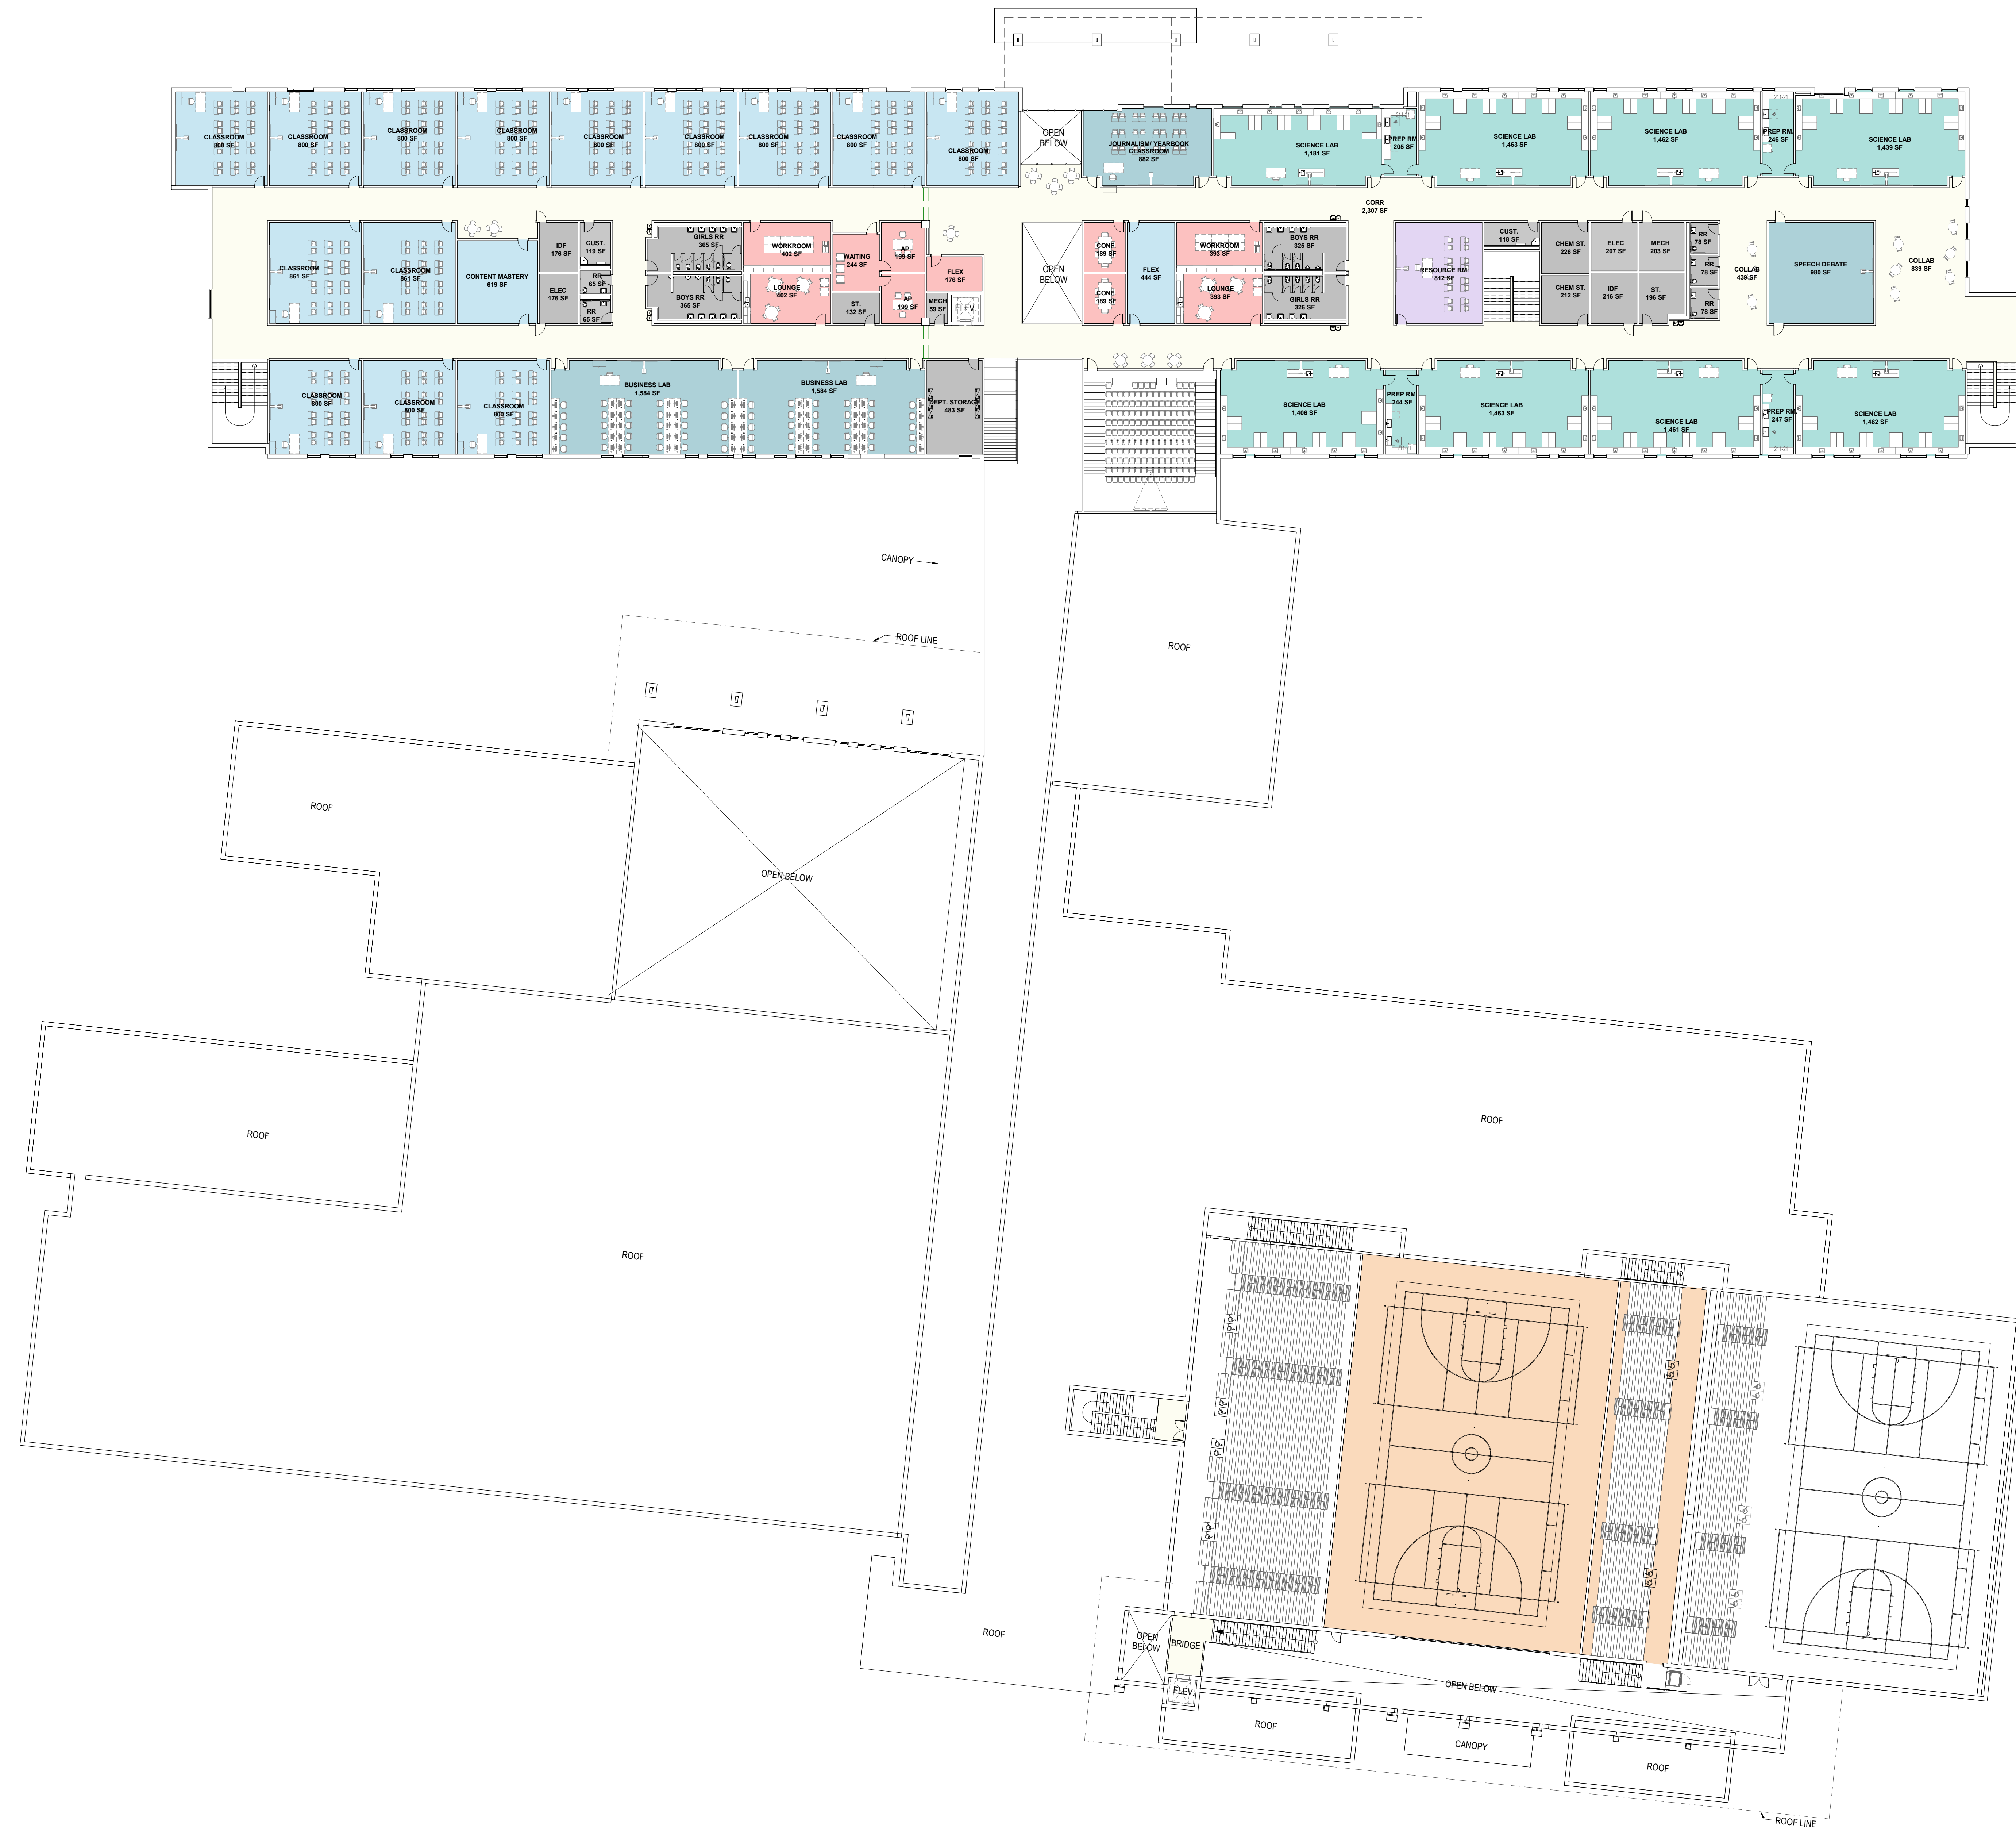 CLASSROOM
800 SF
CLASSROOM
800 SF
CLASSROOM
800 SF
CLASSROOM
800 SF
CLASSROOM
800 SF
CLASSROOM
800 SF
CLASSROOM
800 SF
CLASSROOM
800 SF
CLASSROOM
800 SF
OPEN
BELOW
JOURNALISM/ YEARBOOK
CLASSROOM
882 SF
SCIENCE LAB
1,181 SF
PREP RM.
205 SF
SCIENCE LAB
1,463 SF
SCIENCE LAB
1,462 SF
211-21
PREP RM.
246 SF
SCIENCE LAB
1,439 SF
CORR
2,307 SF
CLASSROOM
861 SF
CLASSROOM
861 SF
CONTENT MASTERY
619 SF
IDF
176 SF
CUST.
119 SF
ELEC
176 SF
RR
65 SF
RR
65 SF
GIRLS RR
365 SF
BOYS RR
365 SF
WORKROOM
402 SF
LOUNGE
402 SF
WAITING
244 SF
ST.
132 SF
AP
199 SF
AP
199 SF
FLEX
176 SF
MECH
59 SF
ELEV.
OPEN
BELOW
CONF.
189 SF
CONF.
189 SF
FLEX
444 SF
WORKROOM
393 SF
LOUNGE
393 SF
BOYS RR
325 SF
GIRLS RR
326 SF
RESOURCE RM
812 SF
CUST.
118 SF
CHEM ST.
226 SF
CHEM ST.
212 SF
ELEC
207 SF
IDF
216 SF
MECH
203 SF
ST.
196 SF
RR
78 SF
RR
78 SF
RR
78 SF
COLLAB
439 SF
SPEECH DEBATE
980 SF
COLLAB
839 SF
CLASSROOM
800 SF
CLASSROOM
800 SF
CLASSROOM
800 SF
BUSINESS LAB
1,584 SF
BUSINESS LAB
1,584 SF
DEPT. STORAGE
483 SF
SCIENCE LAB
1,406 SF
PREP RM.
244 SF
SCIENCE LAB
1,463 SF
SCIENCE LAB
1,461 SF
PREP RM.
247 SF
211-21
SCIENCE LAB
1,462 SF
CANOPY
ROOF LINE
ROOF
ROOF
OPEN BELOW
ROOF
ROOF
ROOF
ROOF
OPEN
BELOW
BRIDGE
ELEV.
OPEN BELOW
ROOF
CANOPY
ROOF
ROOF LINE